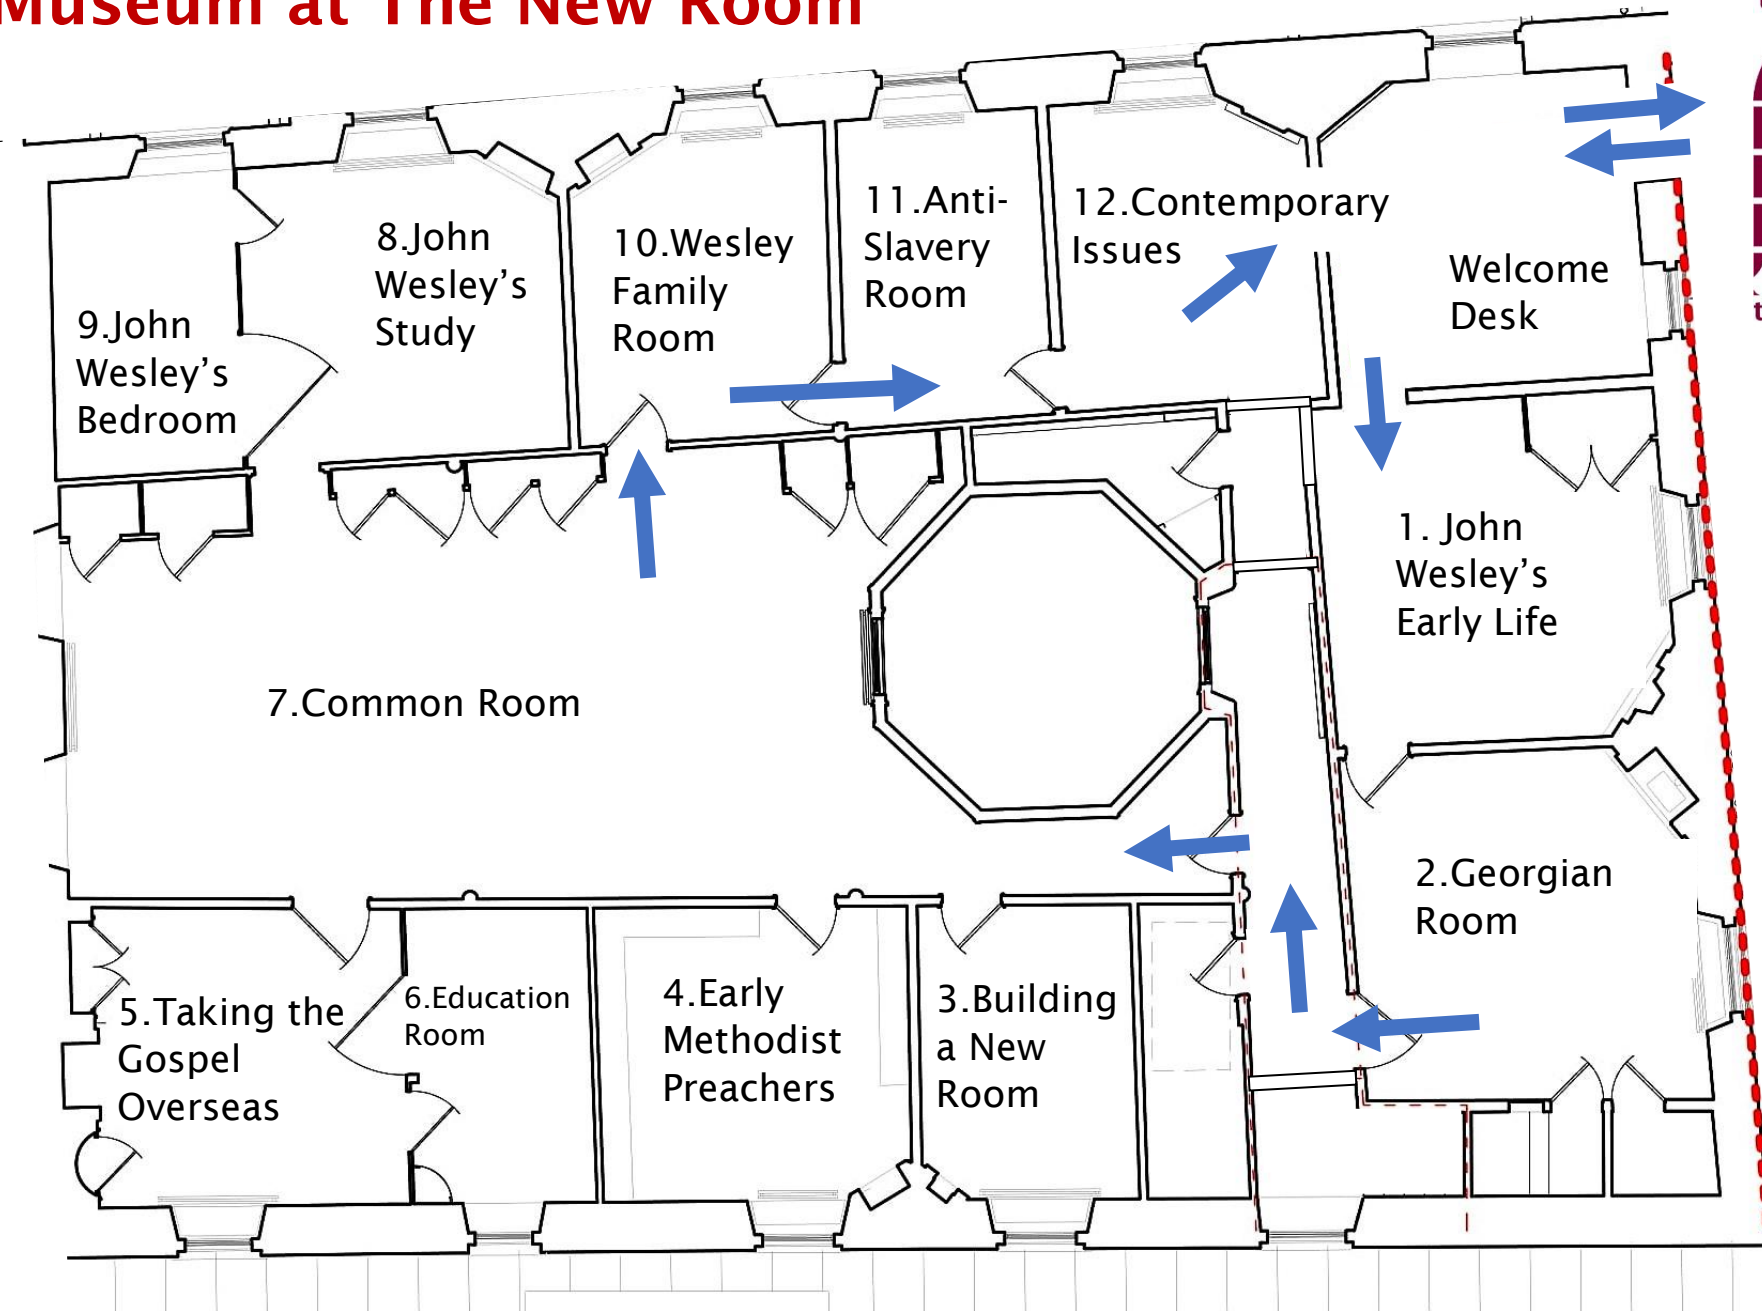 Museum at The New Room
11.Anti-
Slavery
Room
12.Contemporary
Issues
8.John
Wesley's
Study
10.Wesley
Family
Room
Welcome
Desk
9.John
Wesley's
Bedroom
1. John
Wesley's
Early Life
7.Common Room
2.Georgian
Room
5.Taking the
Gospel
Overseas
6.Education
Room
4.Early
Methodist
Preachers
3.Building
a New
Room